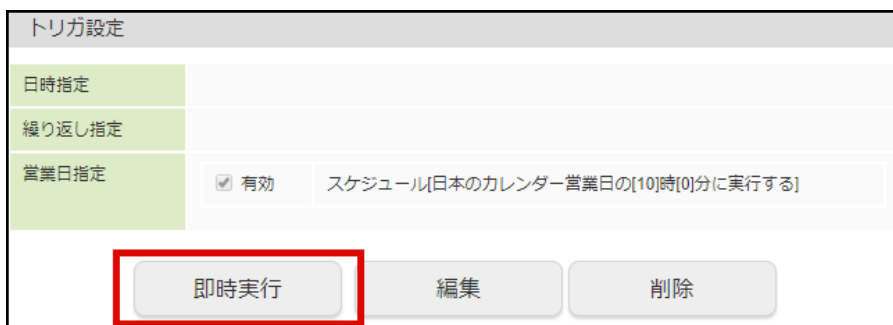 トリガ設定
日時指定
繰り返し指定
営業日指定 有効 スケジュール[日本のカレンダー営業日の[10]時[0]分に実行する]
即時実行 編集 削除